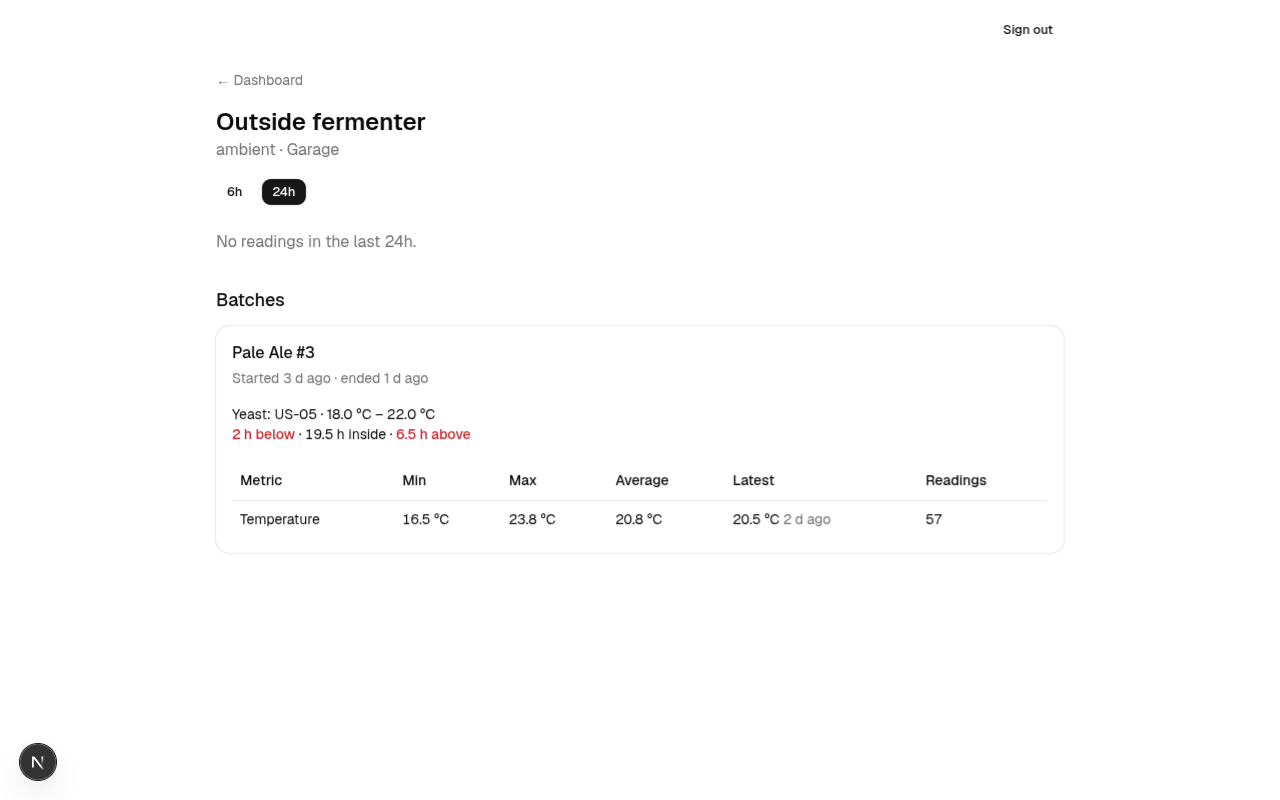 Sign out
← Dashboard
Outside fermenter
ambient · Garage
6h 24h
No readings in the last 24h.
Batches
Pale Ale #3
Started 3 d ago · ended 1 d ago
Yeast: US-05 · 18.0 °C – 22.0 °C
2 h below · 19.5 h inside · 6.5 h above
Metric Min Max Average Latest Readings
Temperature 16.5 °C 23.8 °C 20.8 °C 20.5 °C 2 d ago 57
N